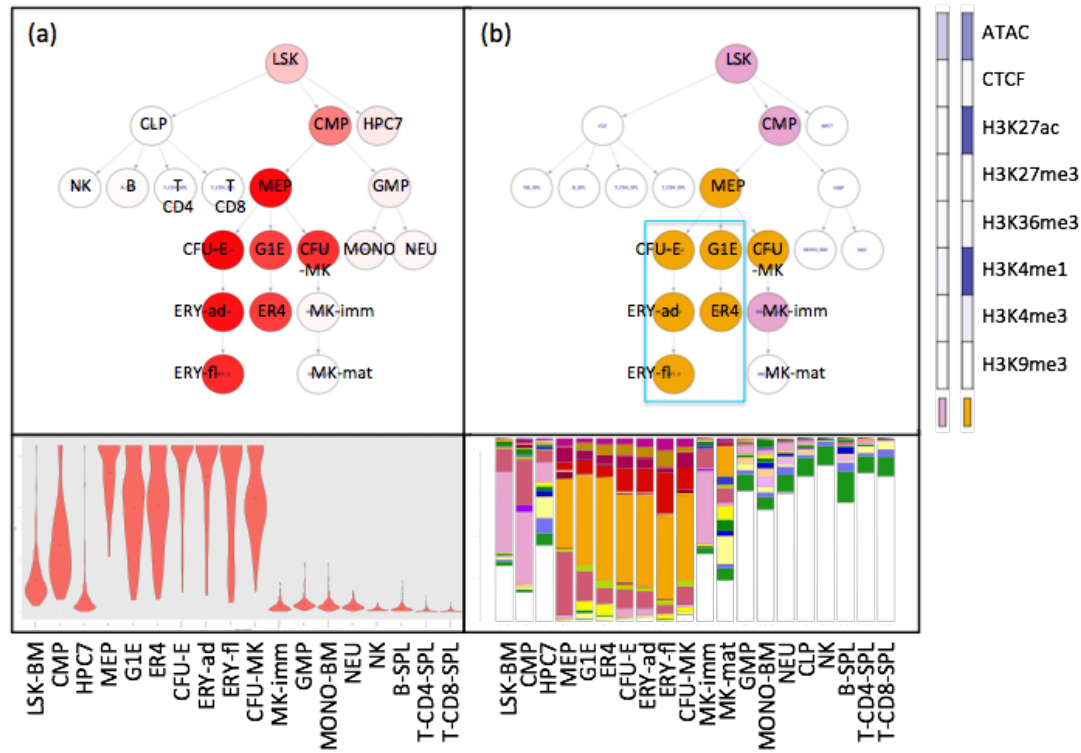 (a)
LSK
CLP
CMP
HPC7
NK
B
T
CD4
T
CD8
MEP
GMP
CFU-E
G1E
CFU
-MK
MONO
NEU
ERY-ad
ER4
MK-imm
ERY-fl
MK-mat
(b)
LSK
CMP
MEP
CFU-E
G1E
CFU
-MK
ERY-ad
ER4
MK-imm
ERY-fl
MK-mat
ATAC
CTCF
H3K27ac
H3K27me3
H3K36me3
H3K4me1
H3K4me3
H3K9me3
LSK-BM
CMP
HPC7
MEP
G1E
ER4
CFU-E
ERY-ad
ERY-fl
CFU-MK
MK-imm
GMP
MONO-BM
NEU
NK
B-SPL
T-CD4-SPL
T-CD8-SPL
LSK-BM
CMP
HPC7
MEP
G1E
ER4
CFU-E
ERY-ad
ERY-fl
CFU-MK
MK-imm
MK-mat
GMP
MONO-BM
NEU
CLP
NK
B-SPL
T-CD4-SPL
T-CD8-SPL